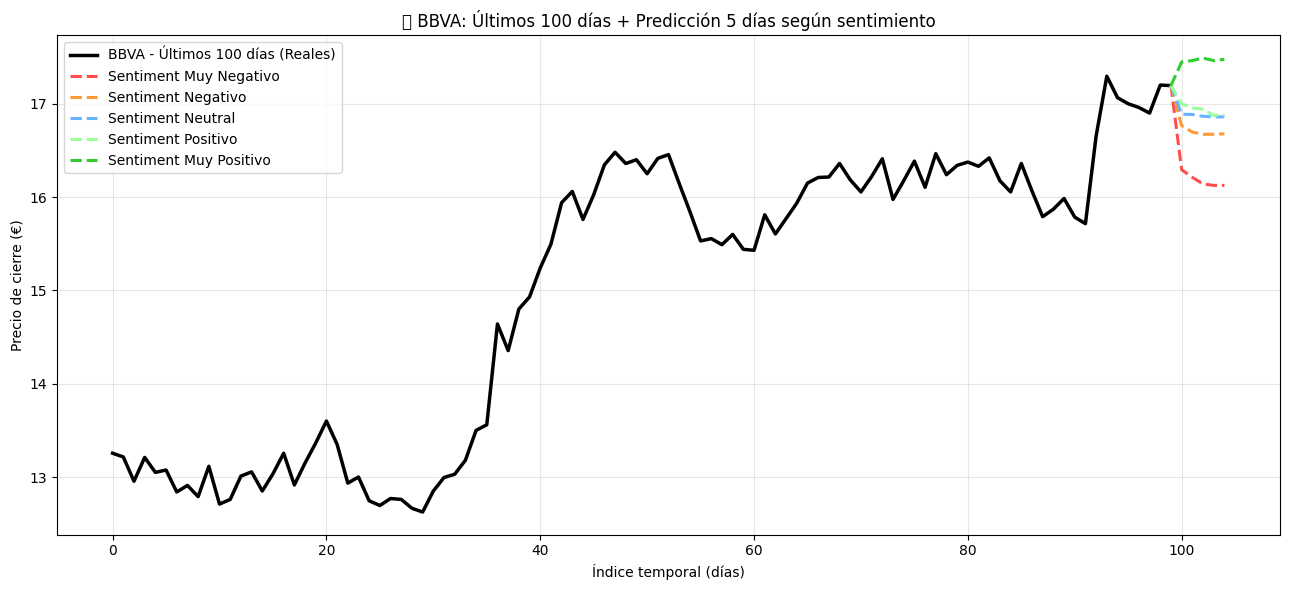 ▯ BBVA: Últimos 100 días + Predicción 5 días según sentimiento
BBVA - Últimos 100 días (Reales)
Sentiment Muy Negativo
Sentiment Negativo
Sentiment Neutral
Sentiment Positivo
Sentiment Muy Positivo
Precio de cierre (€)
17
16
15
14
13
0 20 40 60 80 100
Índice temporal (días)